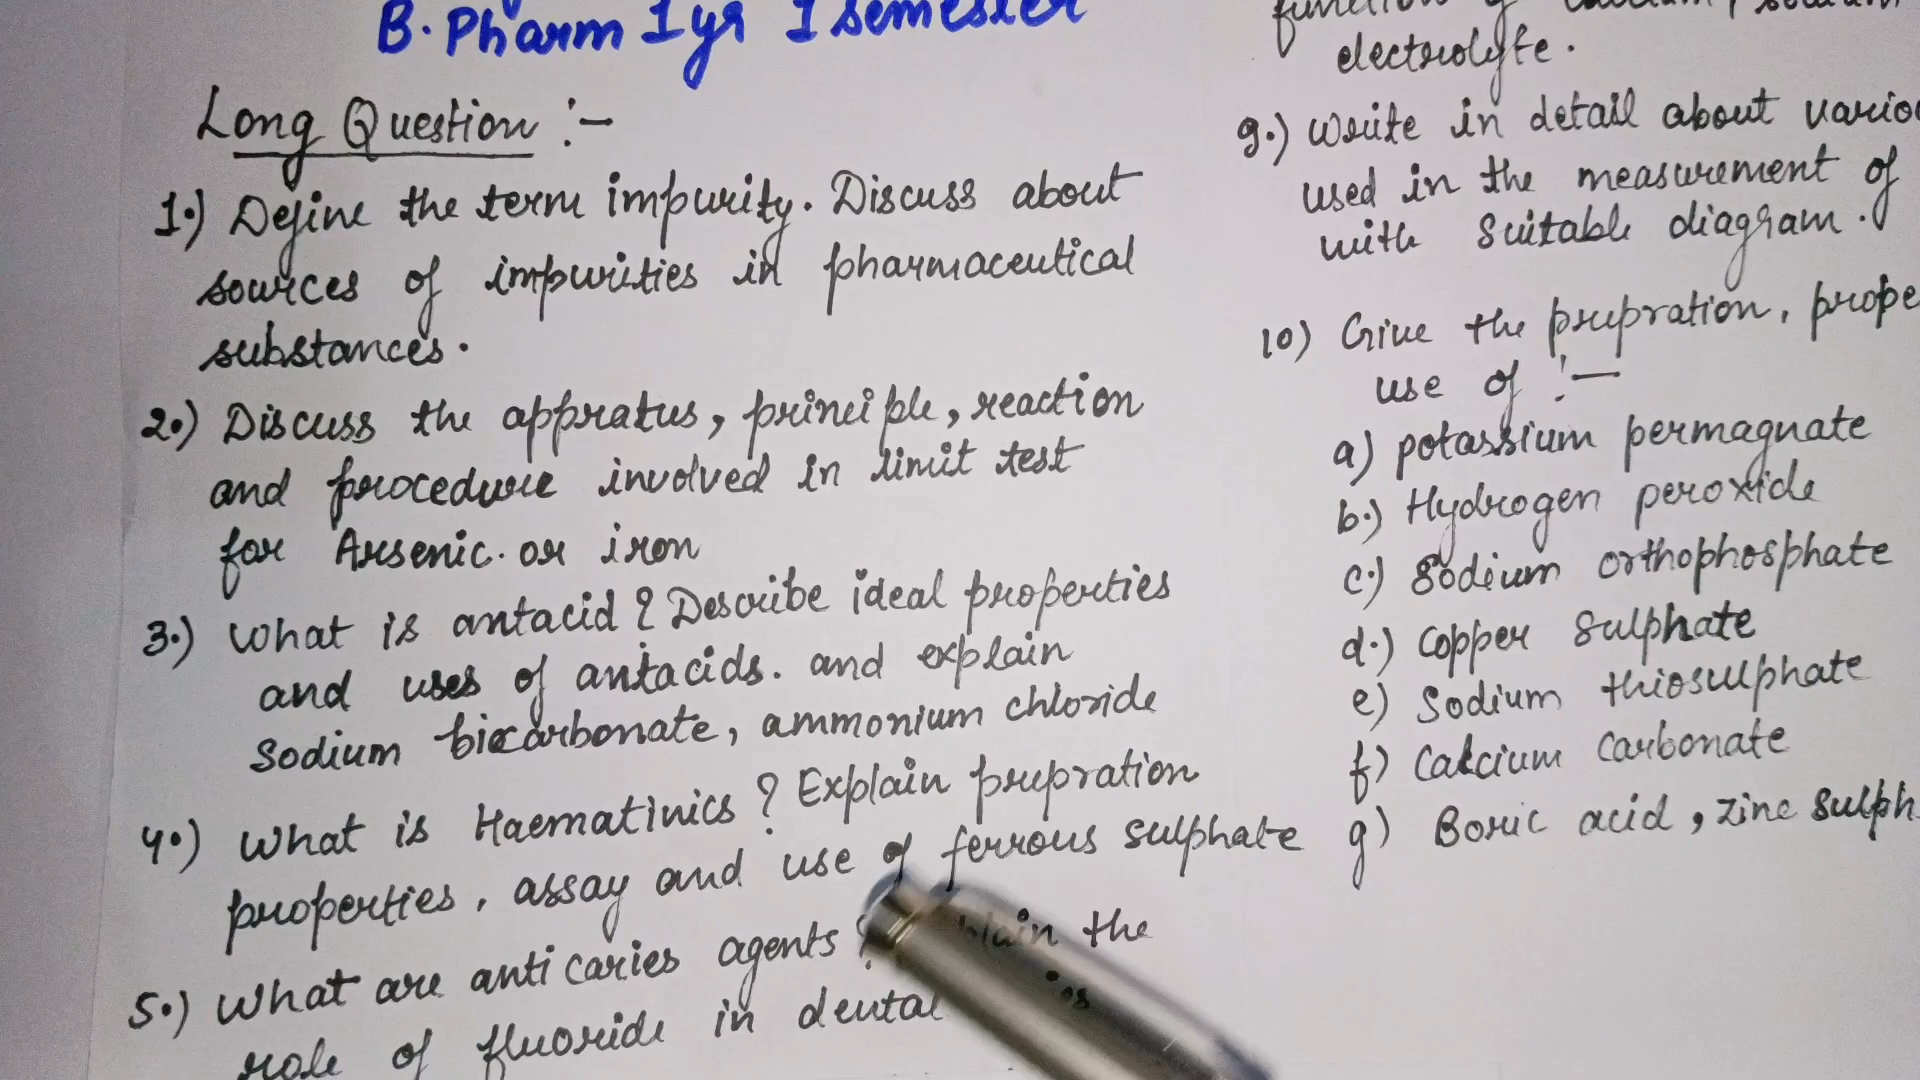 B. Pharm 1 yr I semester
Long Question :-
1.) Define the term impurity. Discuss about
sources of impurities in pharmaceutical
substances.
2.) Discuss the appratus, principle, reaction
and procedure involved in limit test
for Arsenic. or iron
3.) What is antacid? Describe ideal properties
and uses of antacids. and explain
Sodium bicarbonate, ammonium chloride
4.) What is Haematinics? Explain prepration
properties, assay and use of ferrous sulphate
5.) What are anti caries agents? the
role of fluoride in dental
electrolyte.
9.) Write in detail about
used in the measurement of
with suitable diagram.
10) Give the prepration,
use of :-
a) potassium permagnate
b.) Hydrogen peroxide
c.) Sodium orthophosphate
d.) Copper Sulphate
e) Sodium thiosulphate
f) Calcium Carbonate
g) Boric acid, zinc